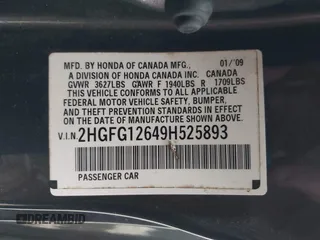 MFD. BY HONDA OF CANADA MFG., 01/'09
A DIVISION OF HONDA CANADA INC. CANADA
GVWR 3627LBS GAWR F 1940LBS R 1709LBS
THIS VEHICLE CONFORMS TO ALL APPLICABLE
FEDERAL MOTOR VEHICLE SAFETY, BUMPER
AND THEFT PREVENTION STANDARDS IN EFFECT
ON THE DATE OF MANUFACTURE SHOWN ABOVE.
V.I.N. 2HGFG12649H525893
PASSENGER CAR
DREAMBID